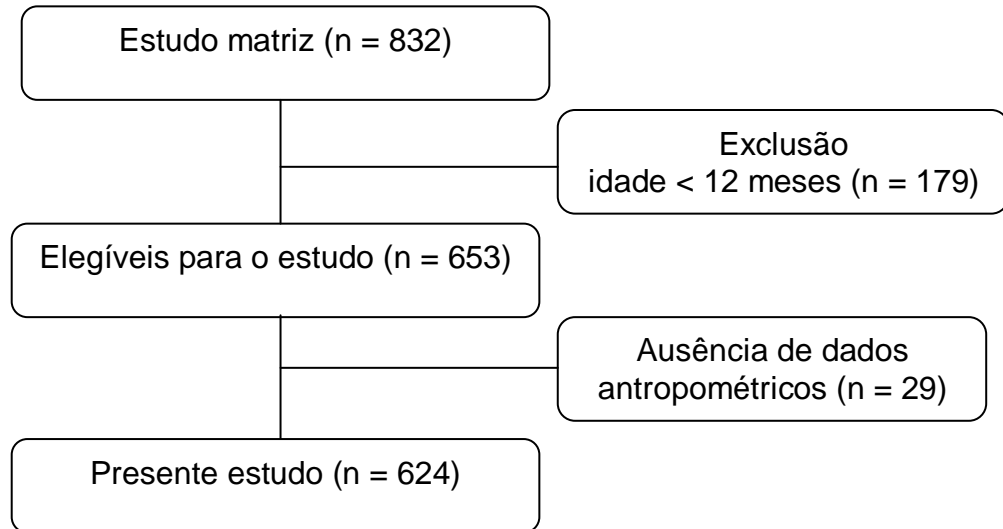 Estudo matriz (n = 832)
Exclusão
idade < 12 meses (n = 179)
Elegíveis para o estudo (n = 653)
Ausência de dados
antropométricos (n = 29)
Presente estudo (n = 624)